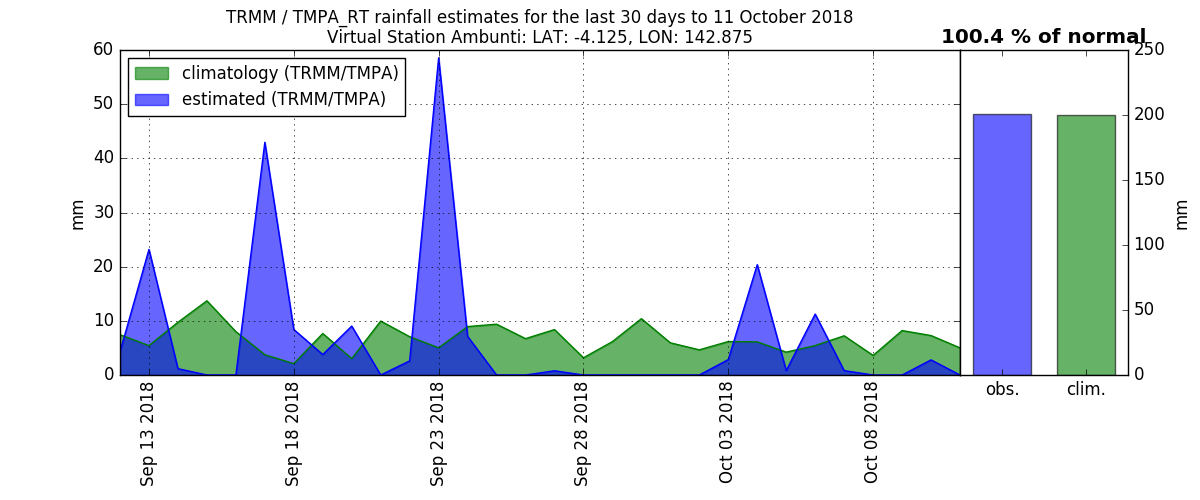 TRMM / TMPA_RT rainfall estimates for the last 30 days to 11 October 2018
Virtual Station Ambunti: LAT: -4.125, LON: 142.875
100.4 % of normal
climatology (TRMM/TMPA)
estimated (TRMM/TMPA)
60
50
40
30
20
10
0
mm
Sep 13 2018
Sep 18 2018
Sep 23 2018
Sep 28 2018
Oct 03 2018
Oct 08 2018
250
200
150
100
50
0
mm
obs.
clim.